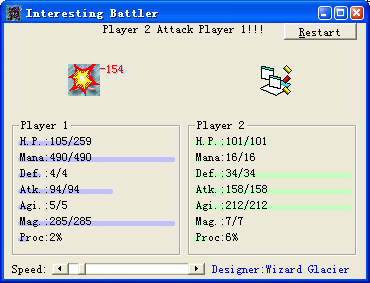 Interesting Battler
Player 2 Attack Player 1!!!
Restart
-154
Player 1
H.P.:105/259
Mana:490/490
Def.:4/4
Atk.:94/94
Agi.:5/5
Mag.:285/285
Proc:2%
Player 2
H.P.:101/101
Mana:16/16
Def.:34/34
Atk.:158/158
Agi.:212/212
Mag.:7/7
Proc:6%
Speed:
Designer:Wizard Glacier